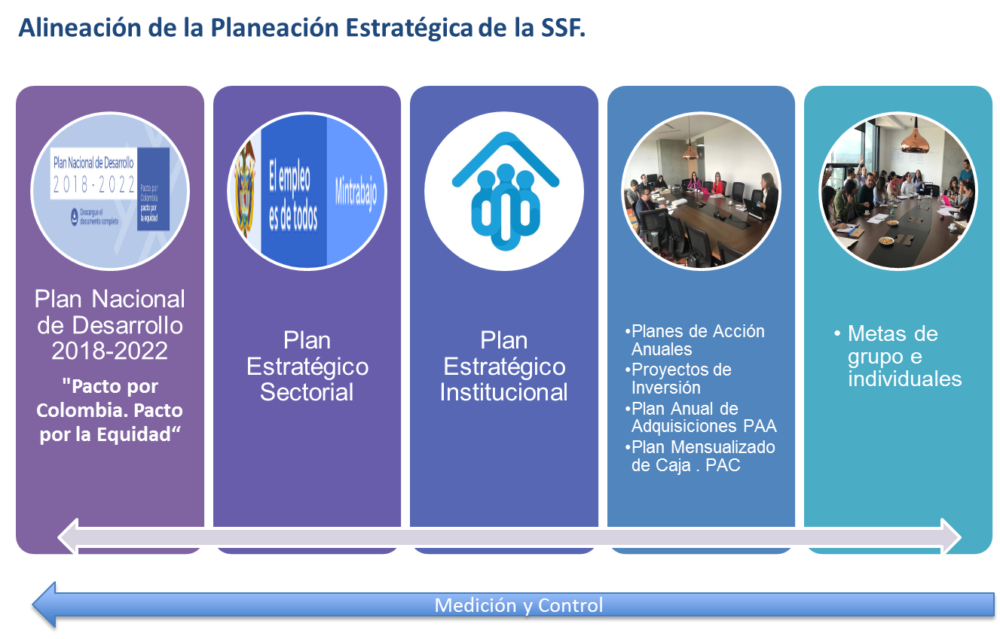 Alineación de la Planeación Estratégica de la SSF.
Plan Nacional de Desarrollo
2018-2022
Pacto por
Colombia
pacto por
la equidad
Descargue el
documento completo
Plan Nacional
de Desarrollo
2018-2022
"Pacto por
Colombia. Pacto
por la Equidad“
El empleo
es de todos
Mintrabajo
Plan
Estratégico
Sectorial
Plan
Estratégico
Institucional
•Planes de Acción
Anuales
•Proyectos de
Inversión
•Plan Anual de
Adquisiciones PAA
•Plan Mensualizado
de Caja . PAC
• Metas de
grupo e
individuales
Medición y Control